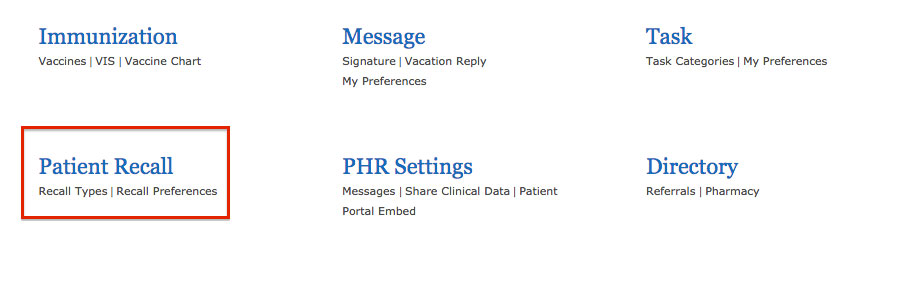 Immunization
Vaccines | VIS | Vaccine Chart
Message
Signature | Vacation Reply
My Preferences
Task
Task Categories | My Preferences
Patient Recall
Recall Types | Recall Preferences
PHR Settings
Messages | Share Clinical Data | Patient
Portal Embed
Directory
Referrals | Pharmacy